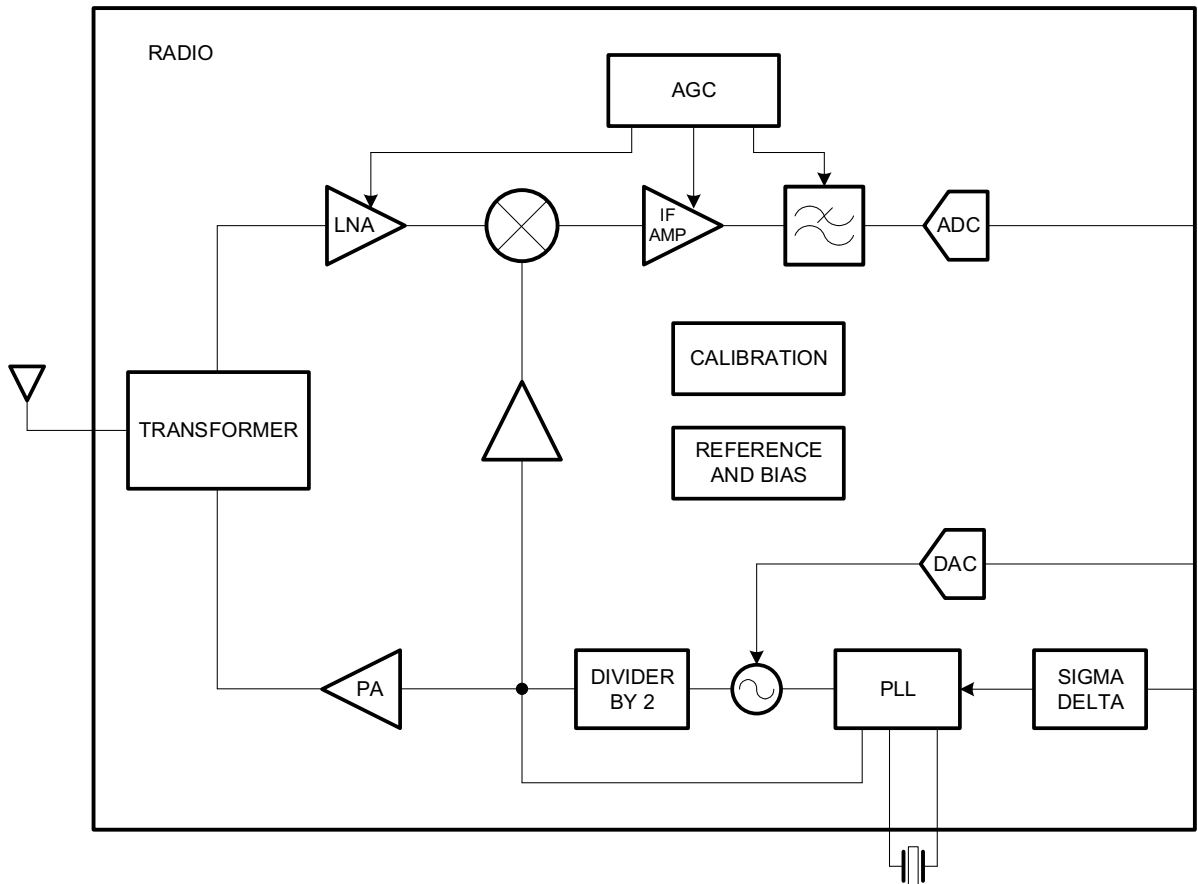 RADIO
AGC
LNA
IF
AMP
ADC
CALIBRATION
TRANSFORMER
REFERENCE
AND BIAS
DAC
PA
DIVIDER
BY 2
PLL
SIGMA
DELTA